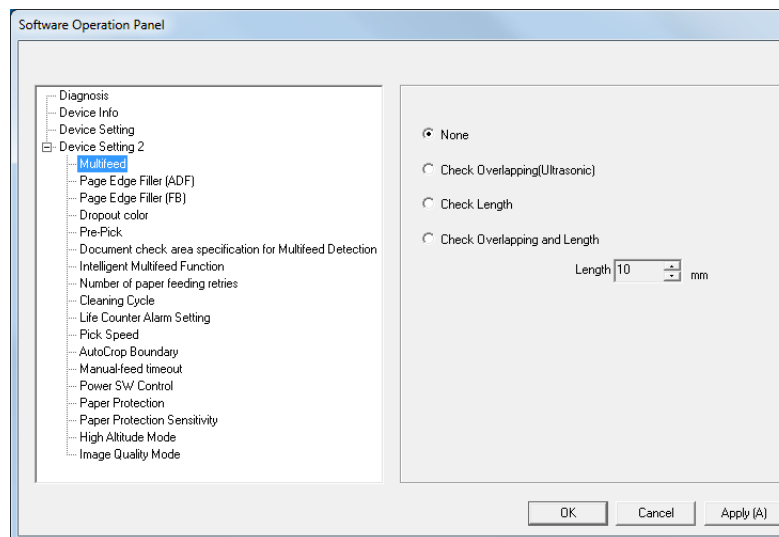 Software Operation Panel
Diagnosis
Device Info
Device Setting
Device Setting 2
Multifeed
Page Edge Filler (ADF)
Page Edge Filler (FB)
Dropout color
Pre-Pick
Document check area specification for Multifeed Detection
Intelligent Multifeed Function
Number of paper feeding retries
Cleaning Cycle
Life Counter Alarm Setting
Pick Speed
AutoCrop Boundary
Manual-feed timeout
Power SW Control
Paper Protection
Paper Protection Sensitivity
High Altitude Mode
Image Quality Mode
None
Check Overlapping(Ultrasonic)
Check Length
Check Overlapping and Length
Length 10 mm
OK Cancel Apply (A)